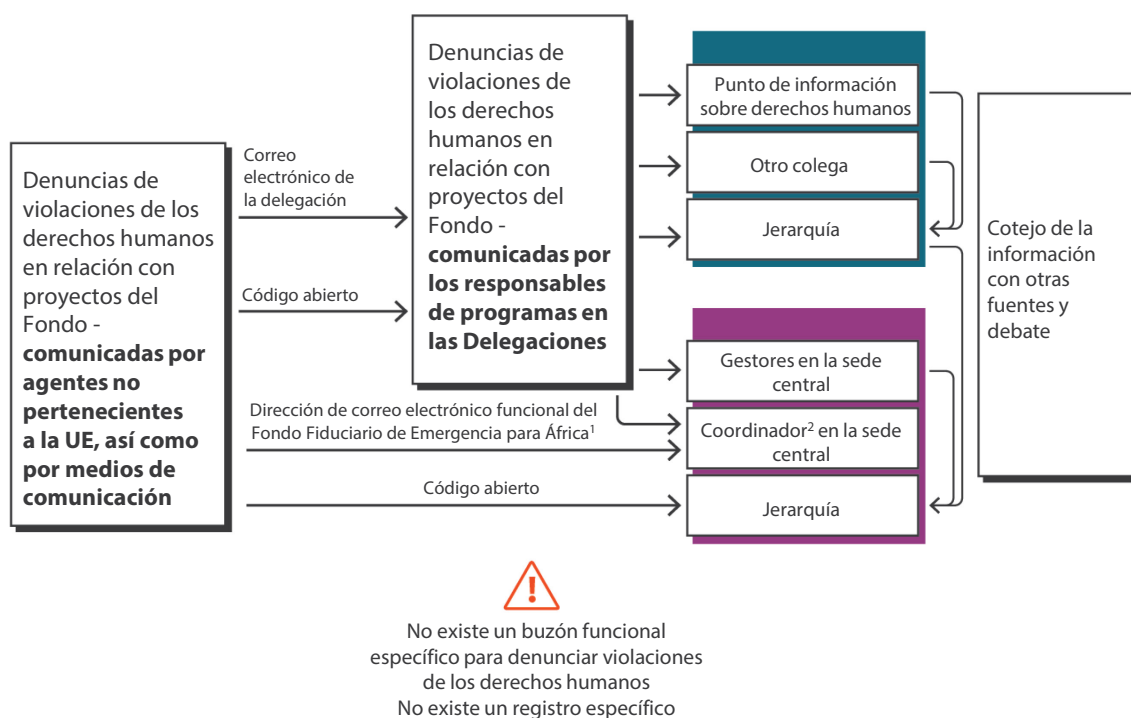 Denuncias de
violaciones de los
derechos humanos
en relación con
proyectos del
Fondo -
comunicadas por
agentes no
pertenecientes
a la UE, así como
por medios de
comunicación
Correo
electrónico de
la delegación
Código abierto
Denuncias de
violaciones de
los derechos
humanos en
relación con
proyectos del
Fondo -
comunicadas por
los responsables
de programas en
las Delegaciones
Punto de información
sobre derechos humanos
Otro colega
Jerarquía
Dirección de correo electrónico funcional del
Fondo Fiduciario de Emergencia para África¹
Código abierto
Gestores en la sede
central
Coordinador² en la sede
central
Jerarquía
Cotejo de la
información
con otras
fuentes y
debate
!
No existe un buzón funcional
específico para denunciar violaciones
de los derechos humanos
No existe un registro específico